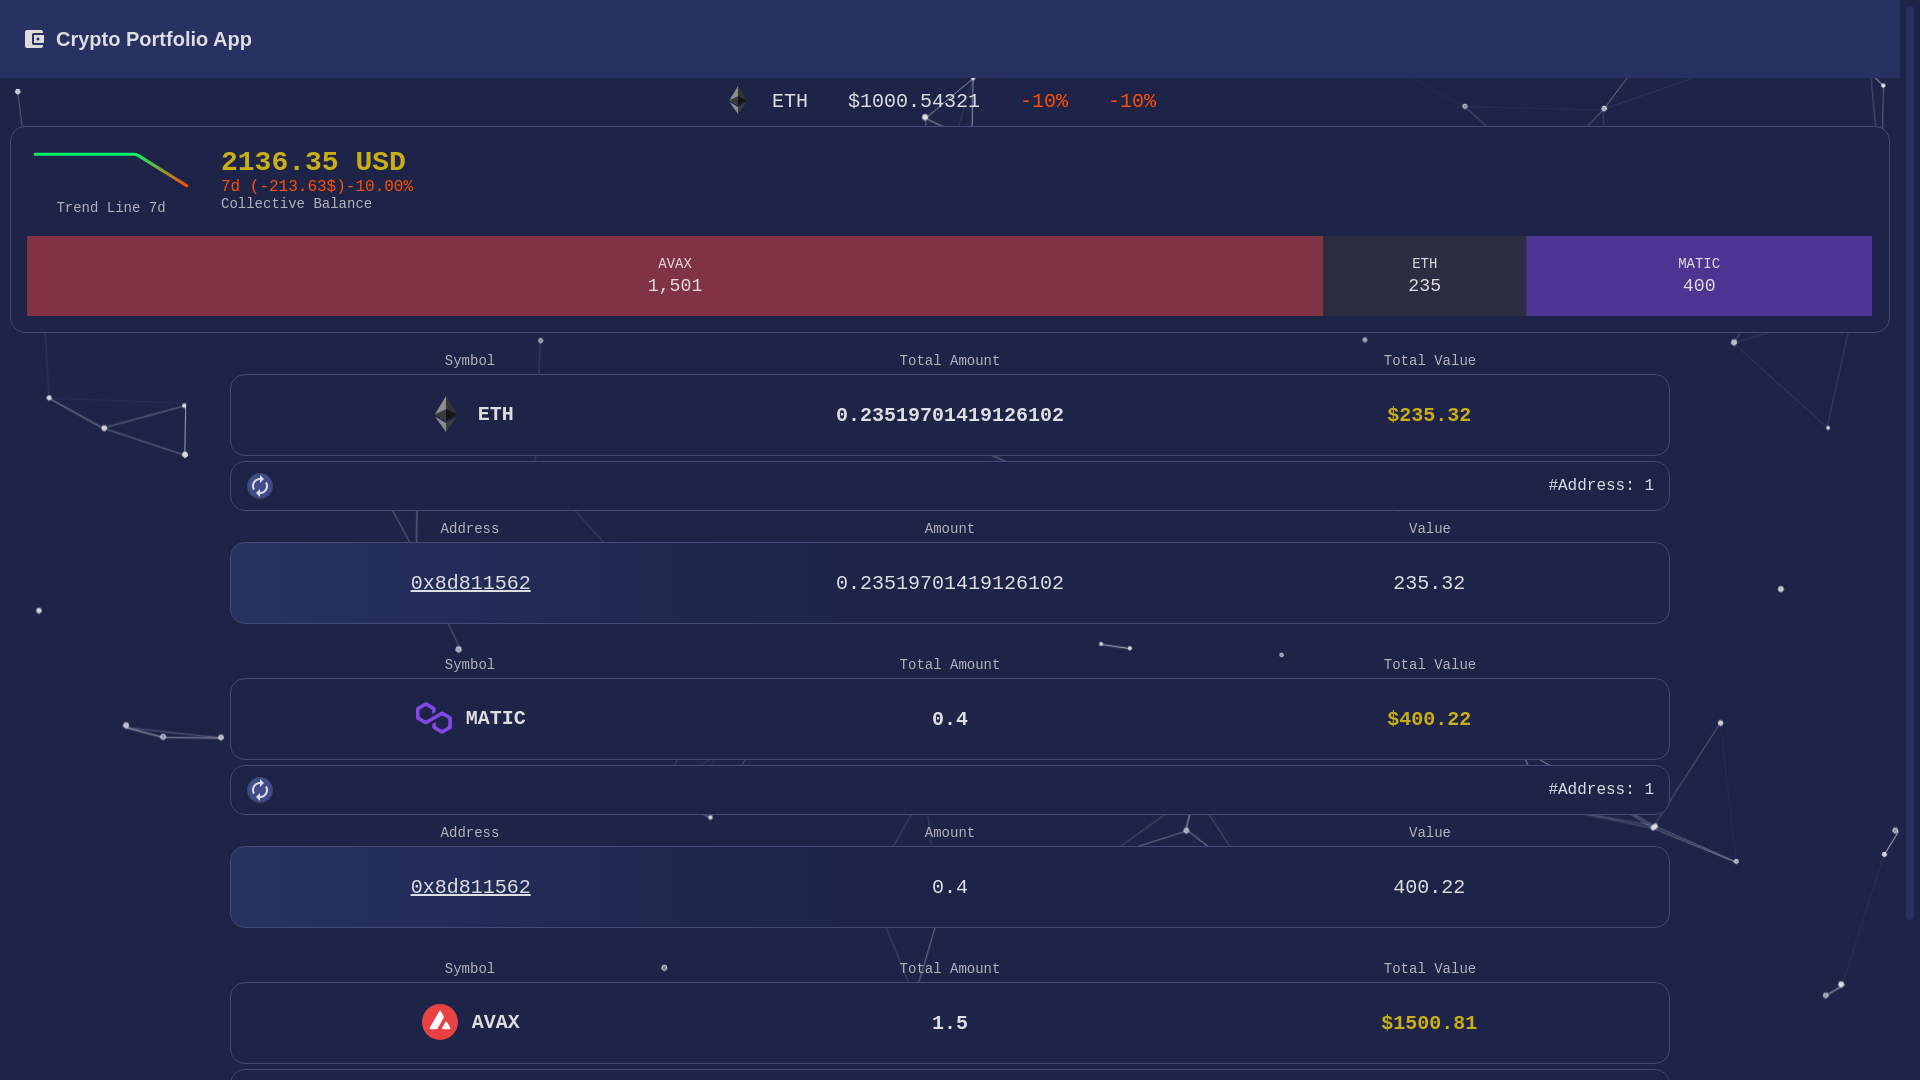 Crypto Portfolio App
ETH $1000.54321 -10% -10%
2136.35 USD
7d (-213.63$)-10.00%
Collective Balance
Trend Line 7d
AVAX ETH MATIC
1,501 235 400
Symbol Total Amount Total Value
ETH 0.23519701419126102 $235.32
#Address: 1
Address Amount Value
0x8d811562 0.23519701419126102 235.32
Symbol Total Amount Total Value
MATIC 0.4 $400.22
#Address: 1
Address Amount Value
0x8d811562 0.4 400.22
Symbol Total Amount Total Value
AVAX 1.5 $1500.81